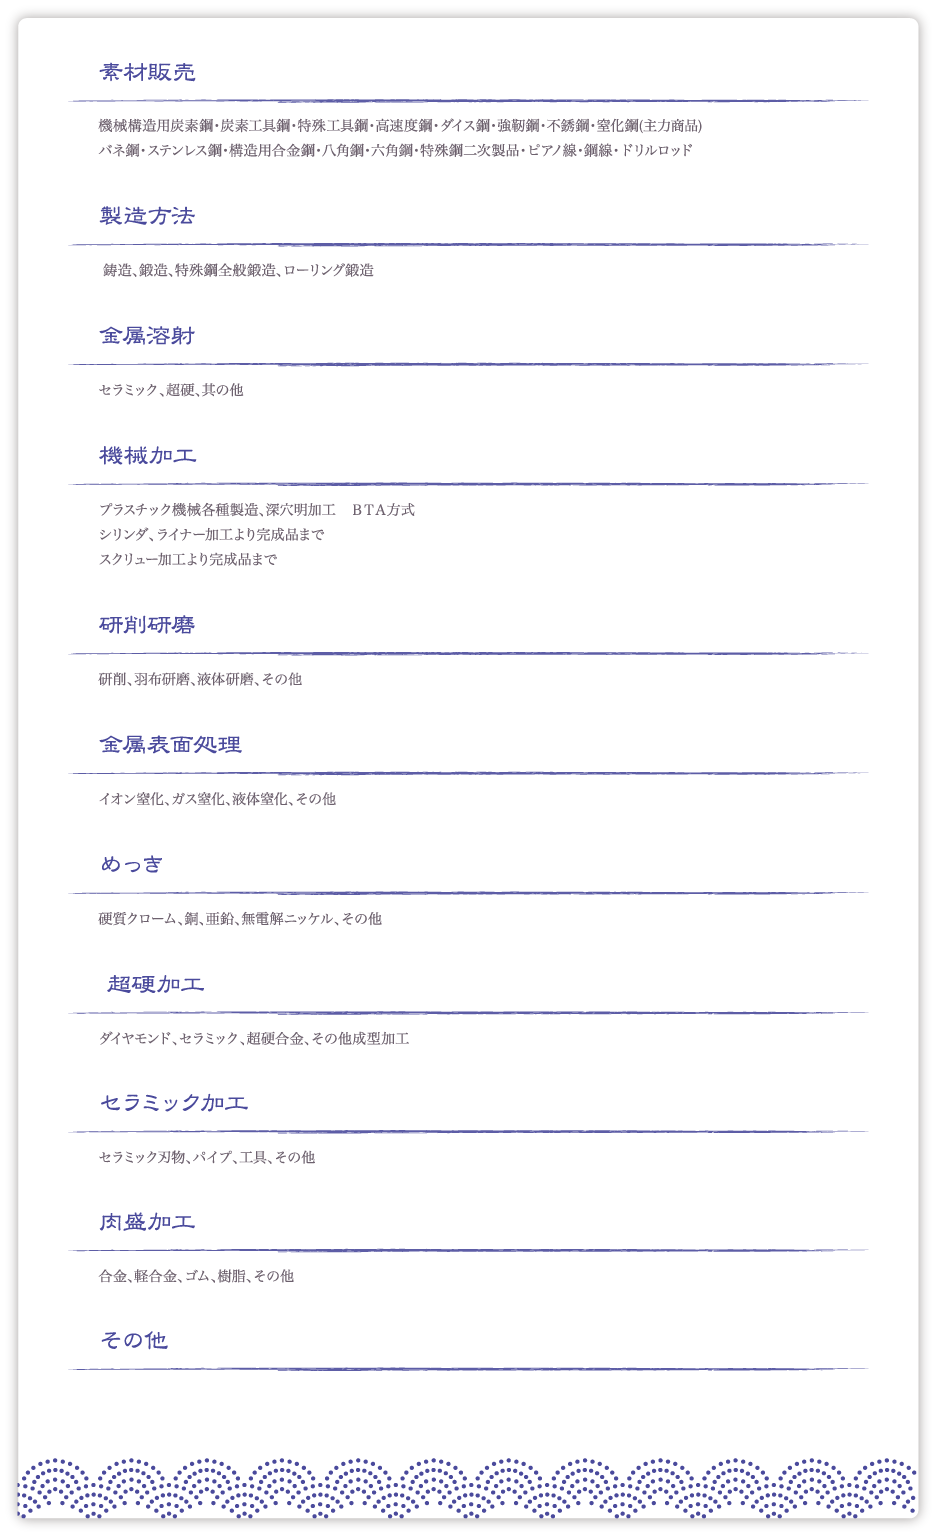 素材販売
機械構造用炭素鋼・炭素工具鋼・特殊工具鋼・高速度鋼・ダイス鋼・強靭鋼・不銹鋼・窒化鋼(主力商品)
バネ鋼・ステンレス鋼・構造用合金鋼・八角鋼・六角鋼・特殊鋼二次製品・ピアノ線・鋼線・ドリルロッド
製造方法
鋳造、鍛造、特殊鋼全般鍛造、ローリング鍛造
金属溶射
セラミック、超硬、其の他
機械加工
プラスチック機械各種製造、深穴明加工　BTA方式
シリンダ、ライナー加工より完成品まで
スクリュー加工より完成品まで
研削研磨
研削、羽布研磨、液体研磨、その他
金属表面処理
イオン窒化、ガス窒化、液体窒化、その他
めっき
硬質クローム、銅、亜鉛、無電解ニッケル、その他
超硬加工
ダイヤモンド、セラミック、超硬合金、その他成型加工
セラミック加工
セラミック刃物、パイプ、工具、その他
肉盛加工
合金、軽合金、ゴム、樹脂、その他
その他